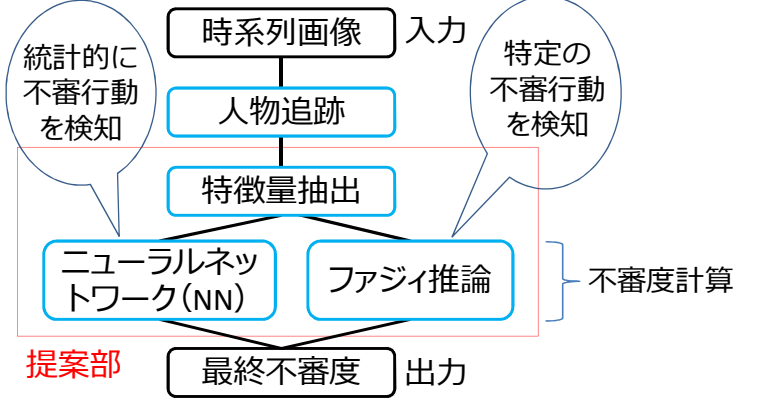 時系列画像
入力
統計的に
不審行動
を検知
特定の
不審行動
を検知
人物追跡
特徴量抽出
ニューラルネッ
トワーク(NN)
ファジィ推論
不審度計算
提案部
最終不審度
出力